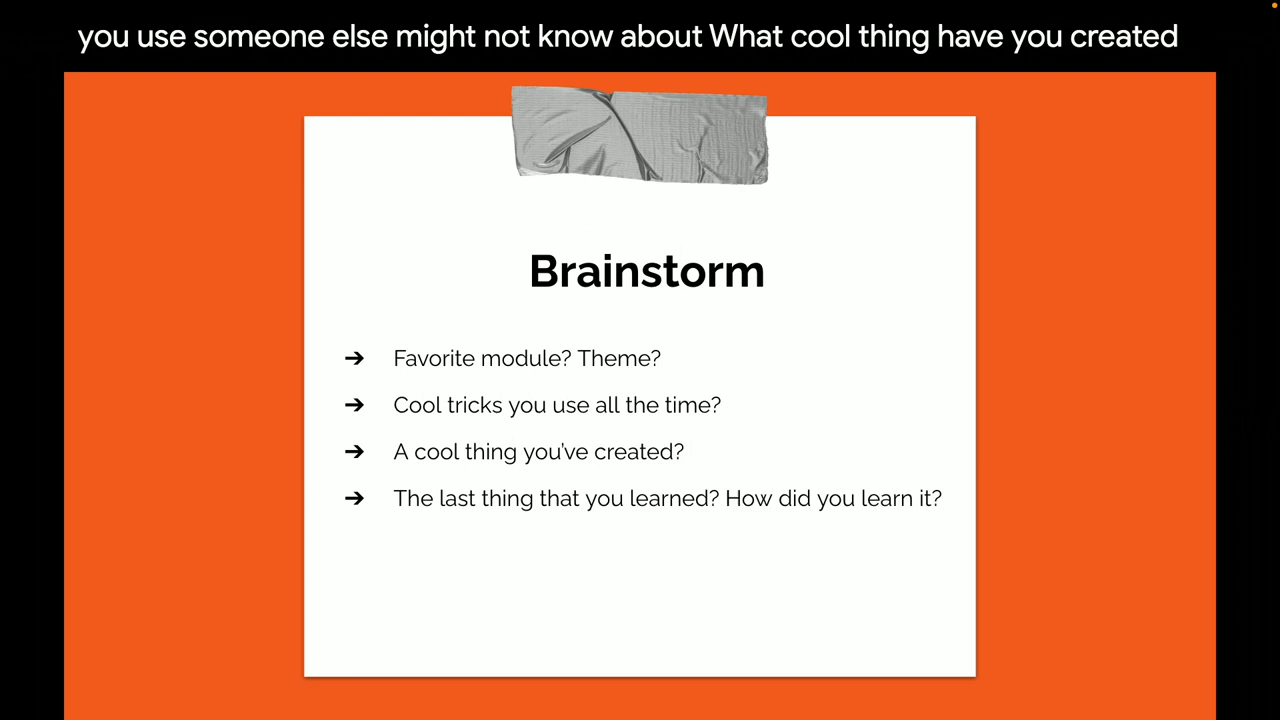 you use someone else might not know about What cool thing have you created
Brainstorm
➔ Favorite module? Theme?
➔ Cool tricks you use all the time?
➔ A cool thing you’ve created?
➔ The last thing that you learned? How did you learn it?